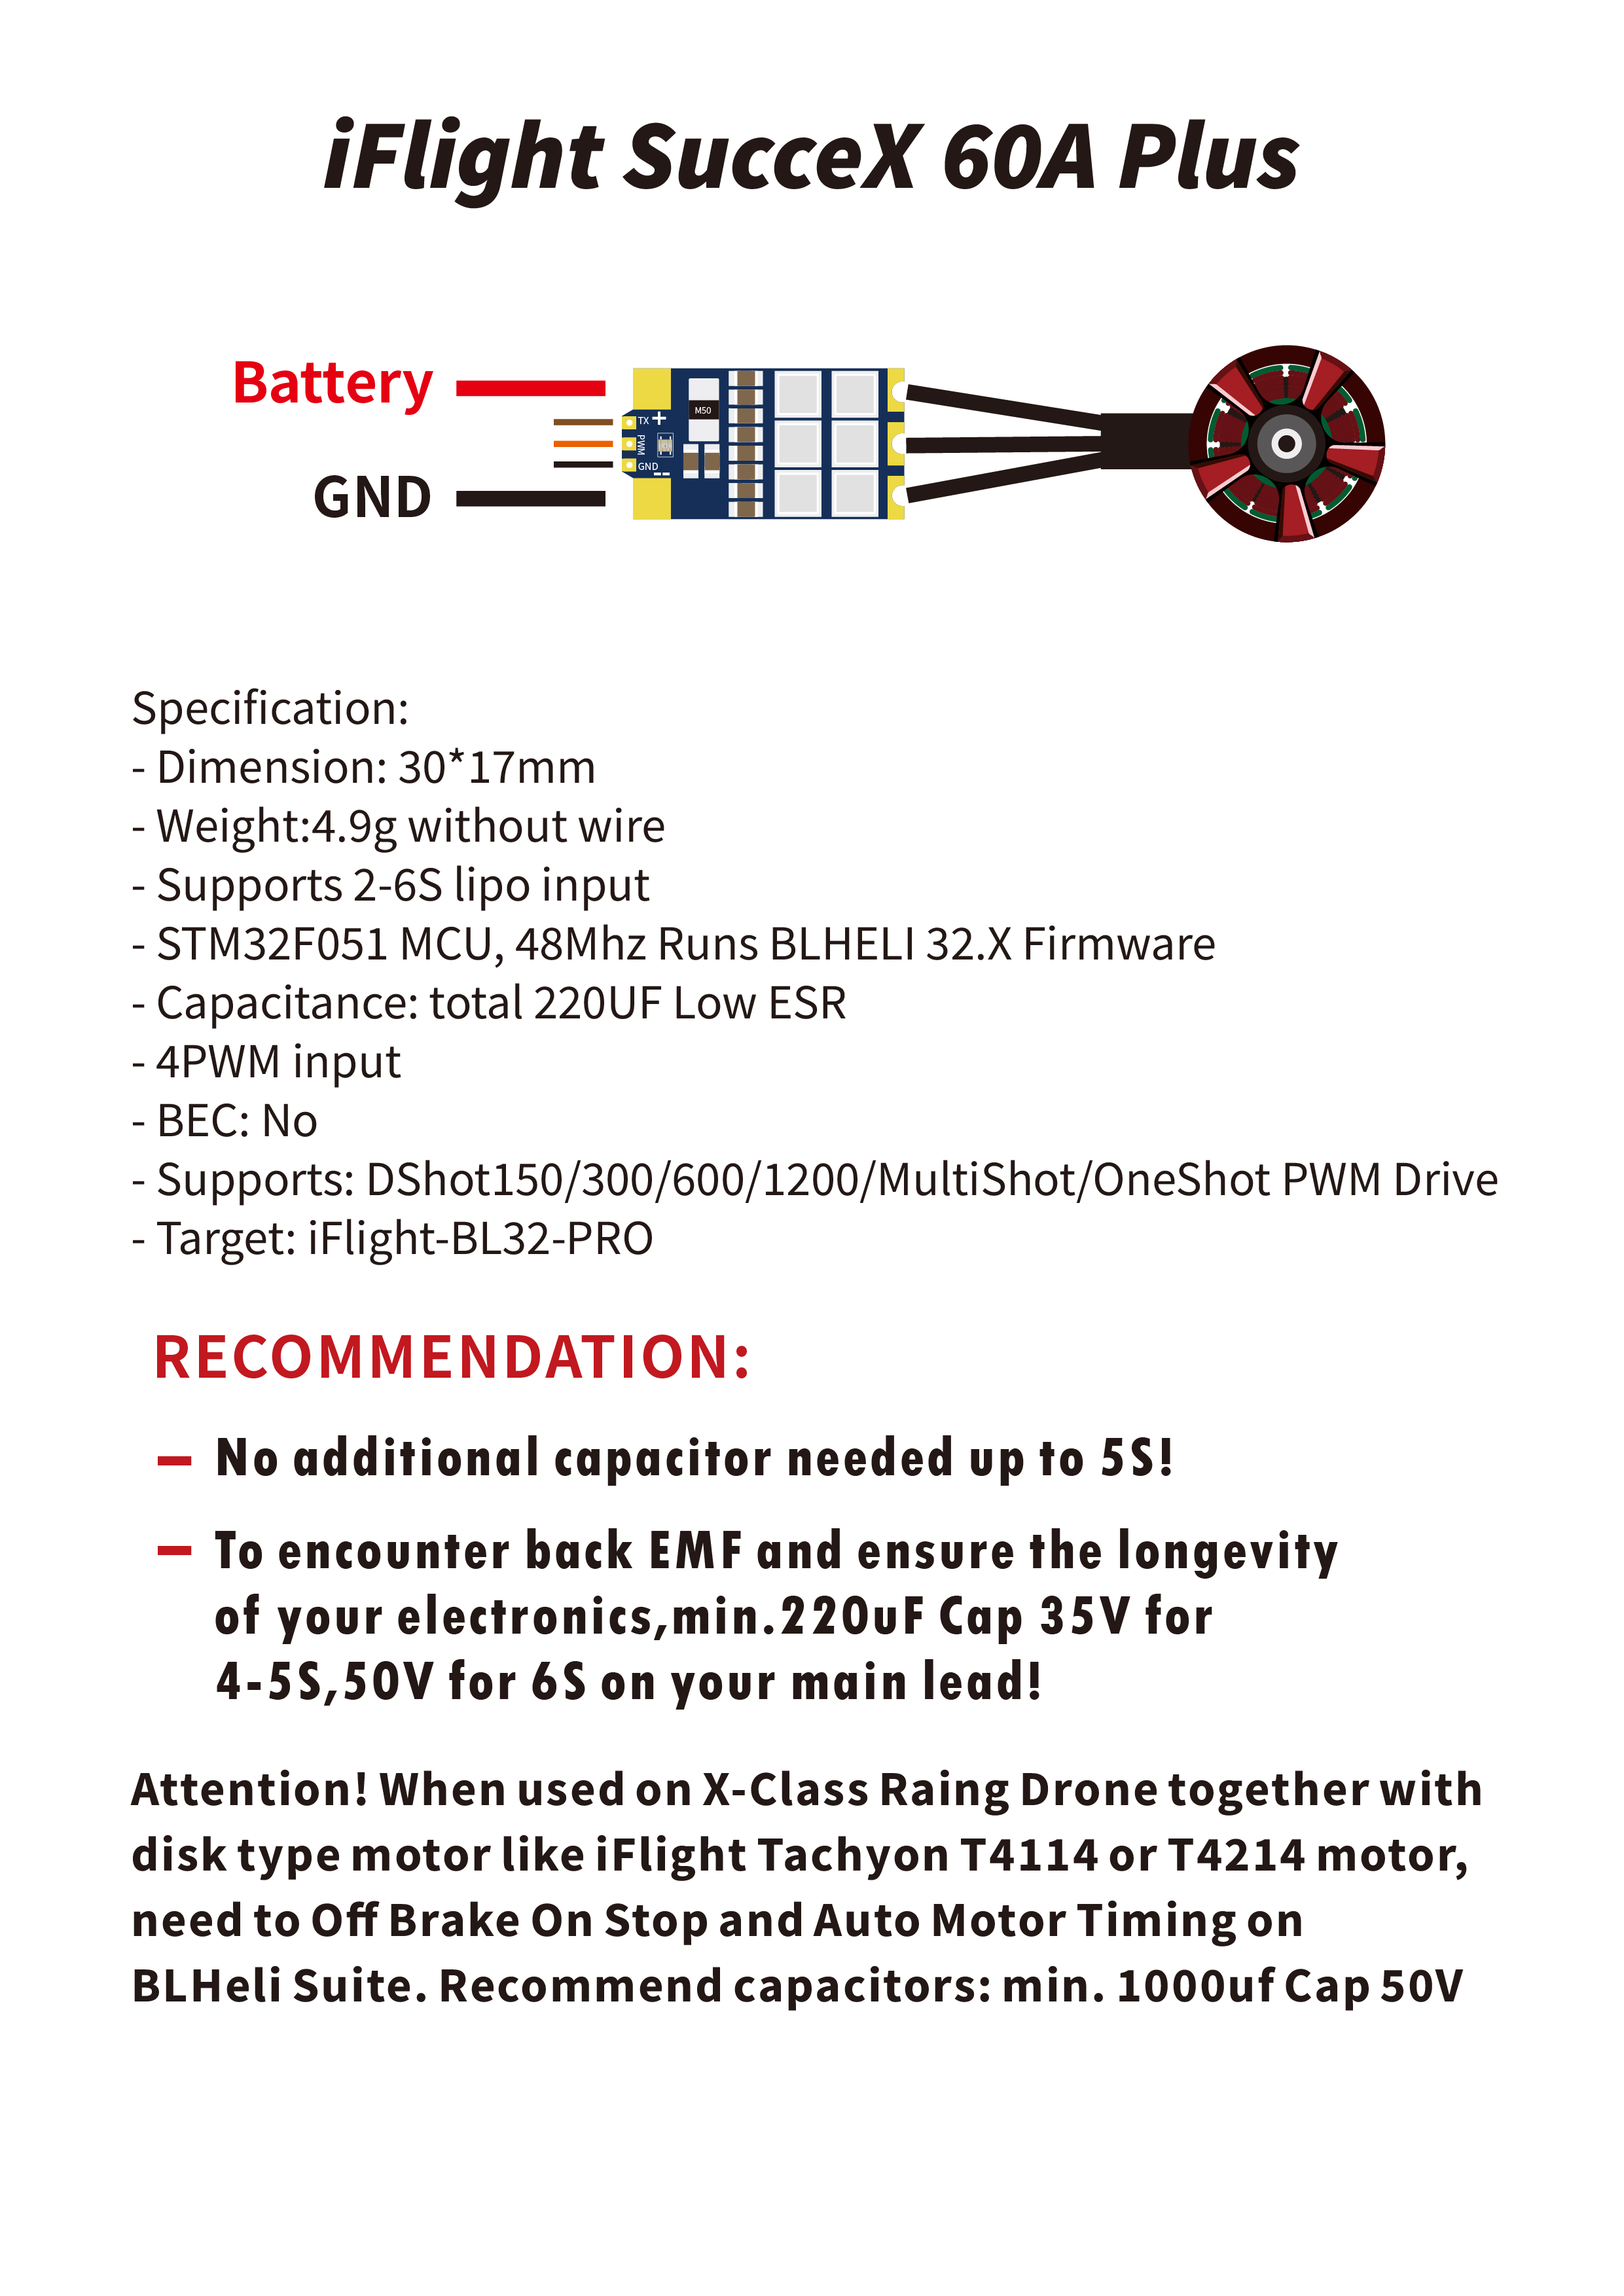 iFlight SucceX 60A Plus
Battery
M50
TX +
PWM
GND
--
GND
Specification:
- Dimension: 30*17mm
- Weight:4.9g without wire
- Supports 2-6S lipo input
- STM32F051 MCU, 48Mhz Runs BLHELI 32.X Firmware
- Capacitance: total 220UF Low ESR
- 4PWM input
- BEC: No
- Supports: DShot150/300/600/1200/MultiShot/OneShot PWM Drive
- Target: iFlight-BL32-PRO
RECOMMENDATION:
— No additional capacitor needed up to 5S!
— To encounter back EMF and ensure the longevity
of your electronics,min.220uF Cap 35V for
4-5S,50V for 6S on your main lead!
Attention! When used on X-Class Raing Drone together with
disk type motor like iFlight Tachyon T4114 or T4214 motor,
need to Off Brake On Stop and Auto Motor Timing on
BLHeli Suite. Recommend capacitors: min. 1000uf Cap 50V